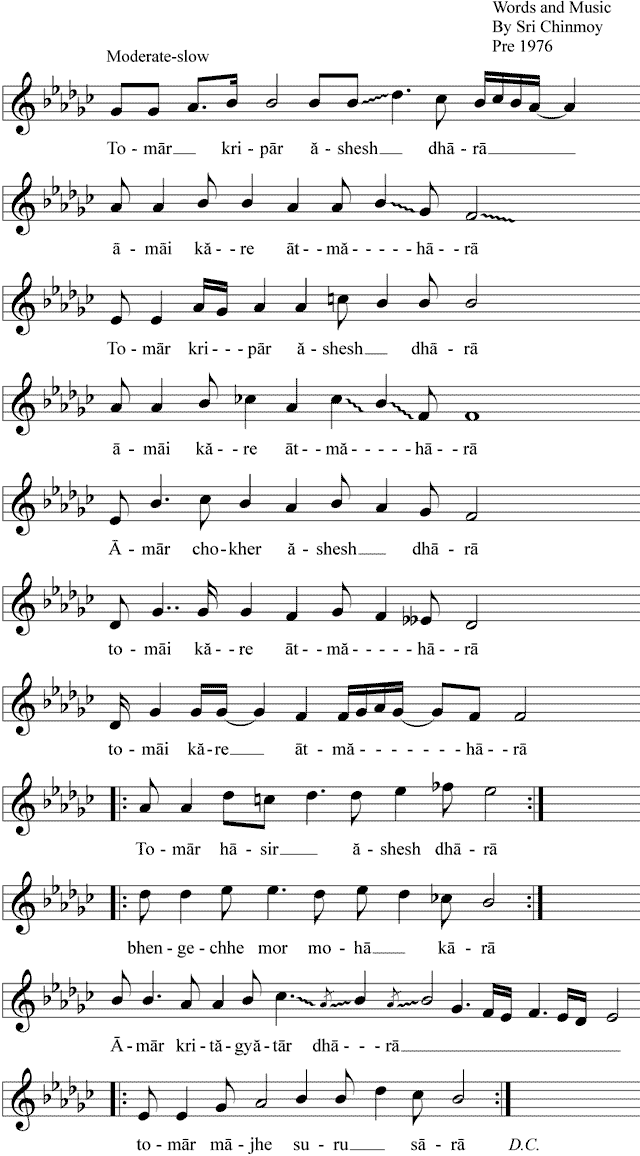 Words and Music
By Sri Chinmoy
Pre 1976
Moderate-slow
To - mār kri - pār ă - shesh dhā - rā
ā - māi kă - - re āt - mă - - - - - hā - - rā
To - mār kri - - - pār ă - shesh dhā - rā
ā - māi kă - - re āt - mă - - - - - hā - - rā
Ā - mār cho - kher ă - shesh dhā - rā
to - māi kă - - re āt - mă - - - - - - hā - rā
to - māi kă - re āt - mă - - - - - - - hā - rā
To - mār hā - sir ă - shesh dhā - rā
bhen - ge - chhe mor mo - hā kā - rā
Ā - mār kri - tă - gyă - tār dhā - - - rā
to - mār mā - jhe su - ru sā - rā D.C.